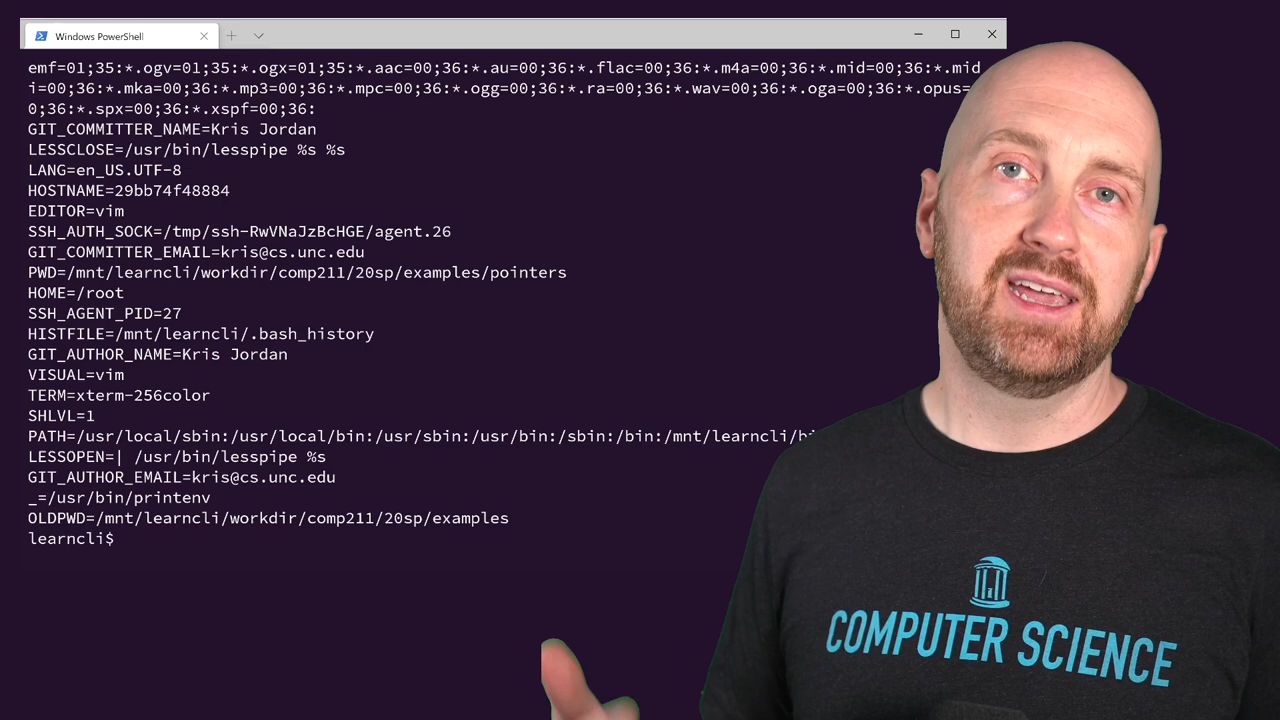 Windows PowerShell
emf=01;35:*.ogv=01;35:*.ogx=01;35:*.aac=00;36:*.au=00;36:*.flac=00;36:*.m4a=00;36:*.mid=00;36:*.mid
i=00;36:*.mka=00;36:*.mp3=00;36:*.mpc=00;36:*.ogg=00;36:*.ra=00;36:*.wav=00;36:*.oga=00;36:*.opus=
0;36:*.spx=00;36:*.xspf=00;36:
GIT_COMMITTER_NAME=Kris Jordan
LESSCLOSE=/usr/bin/lesspipe %s %s
LANG=en_US.UTF-8
HOSTNAME=29bb74f48884
EDITOR=vim
SSH_AUTH_SOCK=/tmp/ssh-RwVNaJzBcHGE/agent.26
GIT_COMMITTER_EMAIL=kris@cs.unc.edu
PWD=/mnt/learncli/workdir/comp211/20sp/examples/pointers
HOME=/root
SSH_AGENT_PID=27
HISTFILE=/mnt/learncli/.bash_history
GIT_AUTHOR_NAME=Kris Jordan
VISUAL=vim
TERM=xterm-256color
SHLVL=1
PATH=/usr/local/sbin:/usr/local/bin:/usr/sbin:/usr/bin:/sbin:/bin:/mnt/learncli/bi
LESSOPEN=| /usr/bin/lesspipe %s
GIT_AUTHOR_EMAIL=kris@cs.unc.edu
_=/usr/bin/printenv
OLDPWD=/mnt/learncli/workdir/comp211/20sp/examples
learncli$
COMPUTER SCIENCE